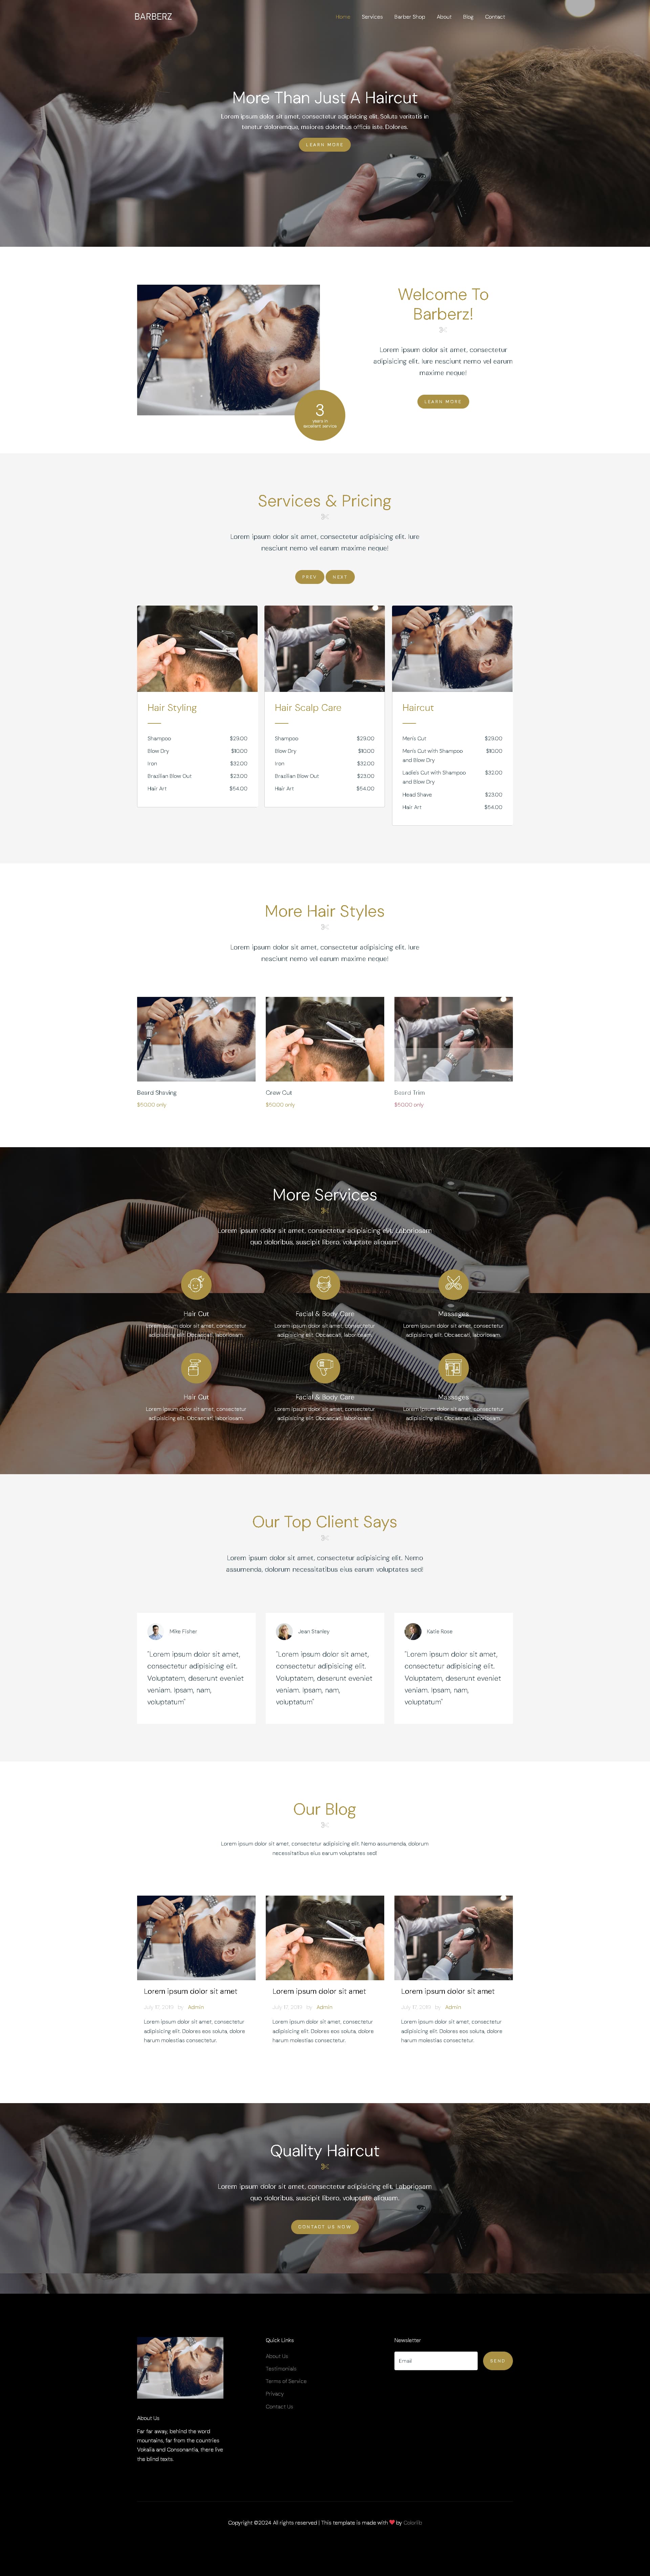 BARBERZ
Home Services Barber Shop About Blog Contact
More Than Just A Haircut
Lorem ipsum dolor sit amet, consectetur adipisicing elit. Soluta veritatis in
tenetur doloremque, maiores doloribus officia iste. Dolores.
LEARN MORE
Welcome To
Barberz!
Lorem ipsum dolor sit amet, consectetur
adipisicing elit. Iure nesciunt nemo vel earum
maxime neque!
LEARN MORE
3
years in
excellent service
Services & Pricing
Lorem ipsum dolor sit amet, consectetur adipisicing elit. Iure
nesciunt nemo vel earum maxime neque!
PREV NEXT
Hair Styling
Shampoo $29.00
Blow Dry $10.00
Iron $32.00
Brazilian Blow Out $23.00
Hair Art $54.00
Hair Scalp Care
Shampoo $29.00
Blow Dry $10.00
Iron $32.00
Brazilian Blow Out $23.00
Hair Art $54.00
Haircut
Men's Cut $29.00
Men's Cut with Shampoo $10.00
and Blow Dry
Ladie's Cut with Shampoo $32.00
and Blow Dry
Head Shave $23.00
Hair Art $54.00
More Hair Styles
Lorem ipsum dolor sit amet, consectetur adipisicing elit. Iure
nesciunt nemo vel earum maxime neque!
Beard Shaving
$50.00 only
Crew Cut
$50.00 only
Beard Trim
$50.00 only
More Services
Lorem ipsum dolor sit amet, consectetur adipisicing elit. Laboriosam
quo doloribus, suscipit libero, voluptate aliquam.
Hair Cut
Lorem ipsum dolor sit amet, consectetur
adipisicing elit. Obcaecati, laboriosam.
Facial & Body Care
Lorem ipsum dolor sit amet, consectetur
adipisicing elit. Obcaecati, laboriosam.
Massages
Lorem ipsum dolor sit amet, consectetur
adipisicing elit. Obcaecati, laboriosam.
Hair Cut
Lorem ipsum dolor sit amet, consectetur
adipisicing elit. Obcaecati, laboriosam.
Facial & Body Care
Lorem ipsum dolor sit amet, consectetur
adipisicing elit. Obcaecati, laboriosam.
Massages
Lorem ipsum dolor sit amet, consectetur
adipisicing elit. Obcaecati, laboriosam.
Our Top Client Says
Lorem ipsum dolor sit amet, consectetur adipisicing elit. Nemo
assumenda, dolorum necessitatibus eius earum voluptates sed!
Mike Fisher
"Lorem ipsum dolor sit amet,
consectetur adipisicing elit.
Voluptatem, deserunt eveniet
veniam. Ipsam, nam,
voluptatum"
Jean Stanley
"Lorem ipsum dolor sit amet,
consectetur adipisicing elit.
Voluptatem, deserunt eveniet
veniam. Ipsam, nam,
voluptatum"
Katie Rose
"Lorem ipsum dolor sit amet,
consectetur adipisicing elit.
Voluptatem, deserunt eveniet
veniam. Ipsam, nam,
voluptatum"
Our Blog
Lorem ipsum dolor sit amet, consectetur adipisicing elit. Nemo assumenda, dolorum
necessitatibus eius earum voluptates sed!
Lorem ipsum dolor sit amet
July 17, 2019 by Admin
Lorem ipsum dolor sit amet, consectetur
adipisicing elit. Dolores eos soluta, dolore
harum molestias consectetur.
Lorem ipsum dolor sit amet
July 17, 2019 by Admin
Lorem ipsum dolor sit amet, consectetur
adipisicing elit. Dolores eos soluta, dolore
harum molestias consectetur.
Lorem ipsum dolor sit amet
July 17, 2019 by Admin
Lorem ipsum dolor sit amet, consectetur
adipisicing elit. Dolores eos soluta, dolore
harum molestias consectetur.
Quality Haircut
Lorem ipsum dolor sit amet, consectetur adipisicing elit. Laboriosam
quo doloribus, suscipit libero, voluptate aliquam.
CONTACT US NOW
About Us
Far far away, behind the word
mountains, far from the countries
Vokalia and Consonantia, there live
the blind texts.
Quick Links
About Us
Testimonials
Terms of Service
Privacy
Contact Us
Newsletter
Email SEND
Copyright ©2024 All rights reserved | This template is made with ❤ by Colorlib